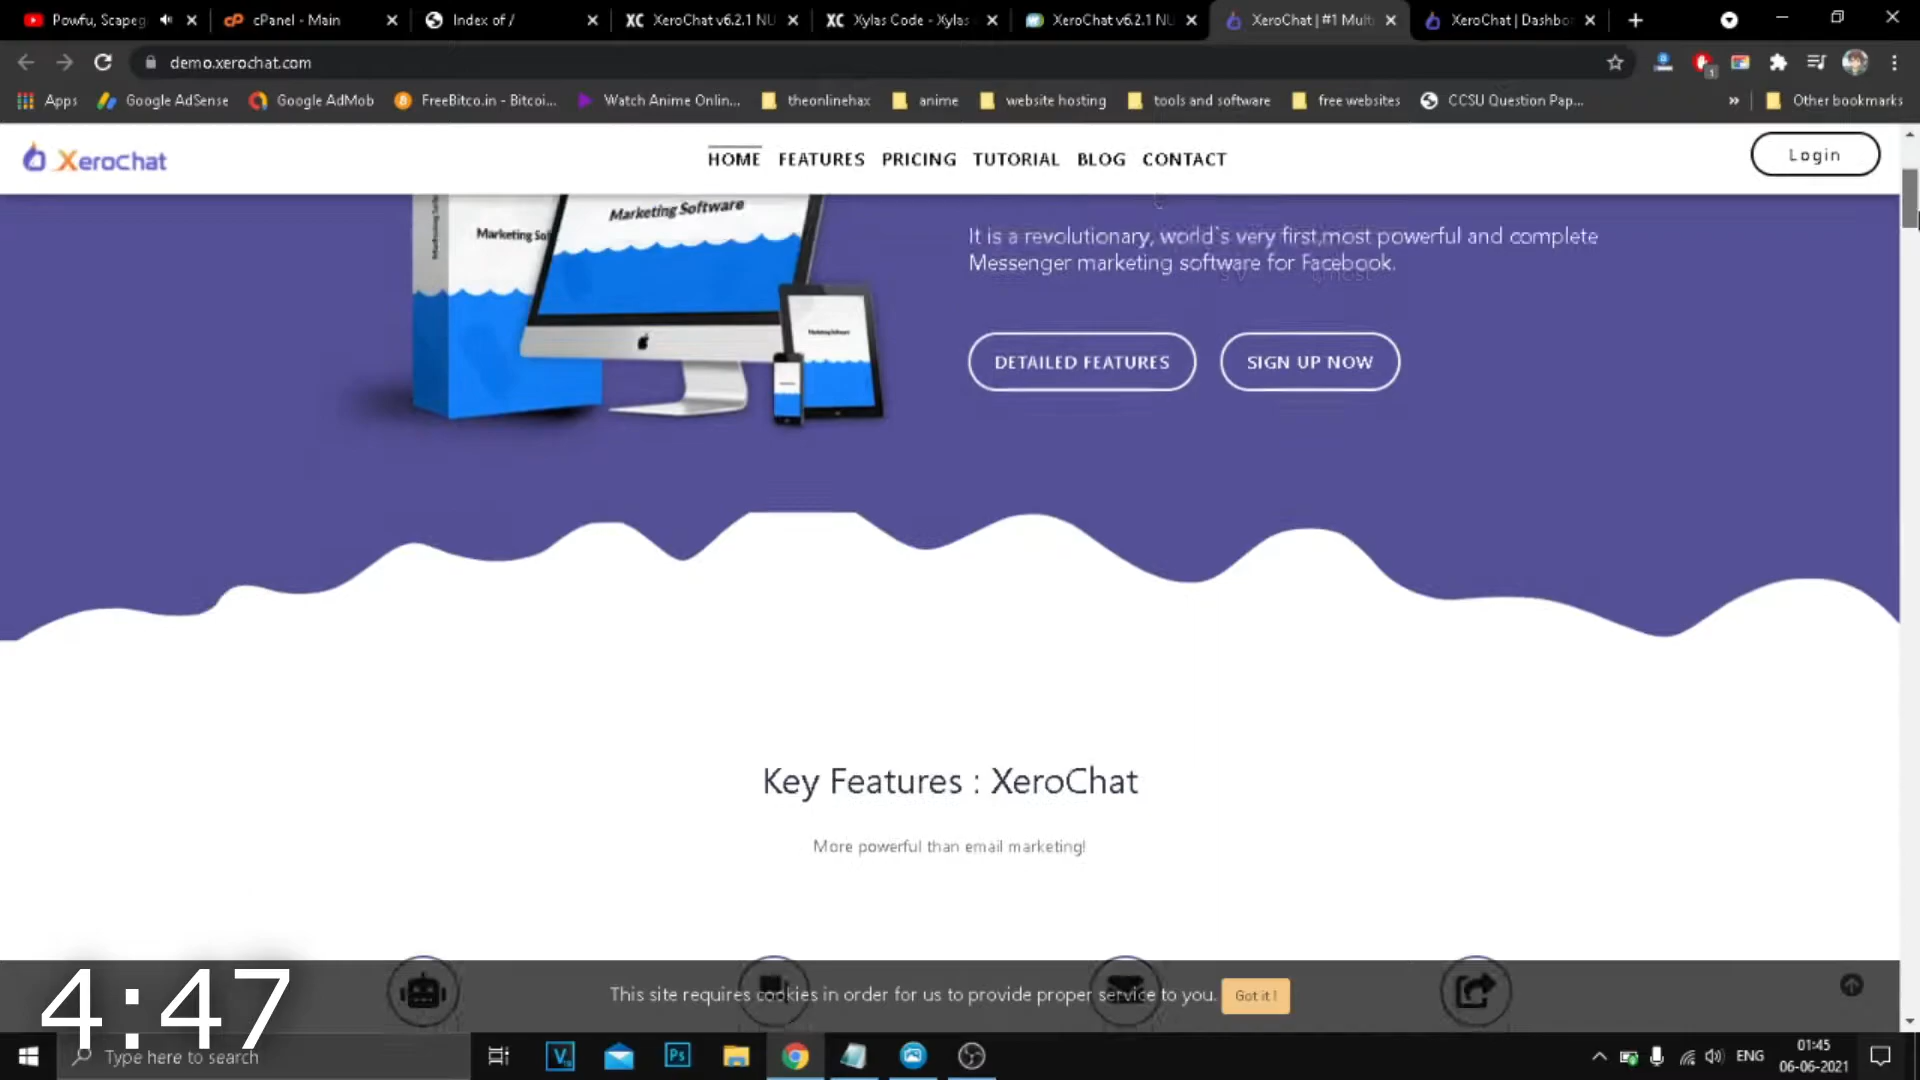 Powfu, Scapeg
cPanel - Main
Index of /
XC XeroChat v6.2.1 NU
XC Xylas Code - Xylas
XeroChat v6.2.1 NU
XeroChat | #1 Mult
XeroChat | Dashbo
demo.xerochat.com
Apps
Google AdSense
Google AdMob
FreeBitco.in - Bitcoi...
Watch Anime Onlin...
theonlinehax
anime
website hosting
tools and software
free websites
CCSU Question Pap...
»
Other bookmarks
XeroChat
HOME FEATURES PRICING TUTORIAL BLOG CONTACT
Login
Marketing Software
Marketing So
It is a revolutionary, world's very first,most powerful and complete
Messenger marketing software for Facebook.
DETAILED FEATURES
SIGN UP NOW
Key Features : XeroChat
More powerful than email marketing!
This site requires cookies in order for us to provide proper service to you.
Got it !
4:47
Type here to search
Ps
ENG
01:45
06-06-2021